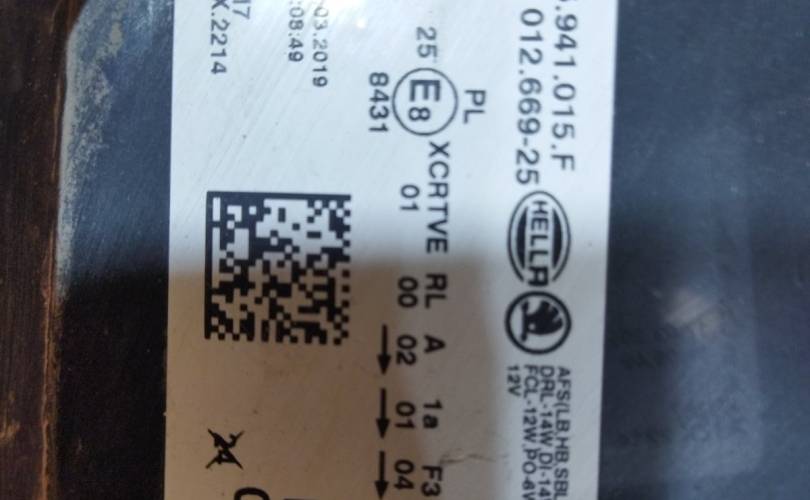 .941.015.F
012.669-25
HELLA
AFS(LB,HB,SBL
DRL-14W,DI-14
FCL-12W,PO-6W
12V
PL
25 E8 XCRTVE RL A 1a F3
8431 01 00 02 01 04
.03.2019
:08:49
17
X.2214